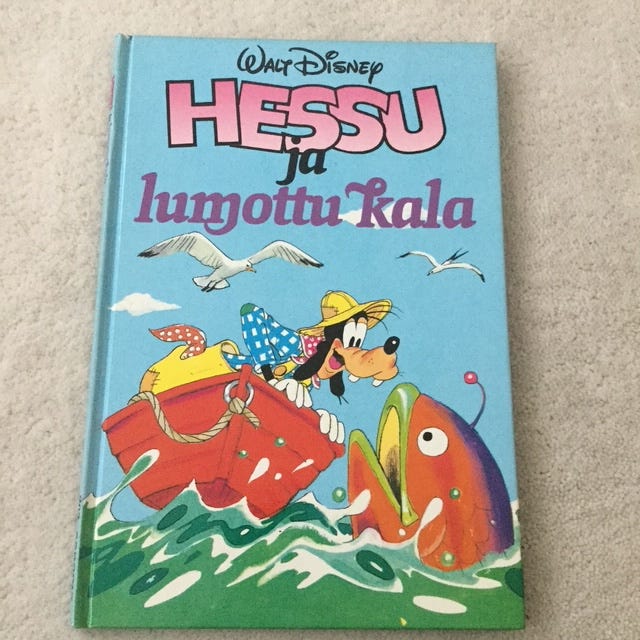 WALT DISNEY
HESSU
ja
lumottu kala